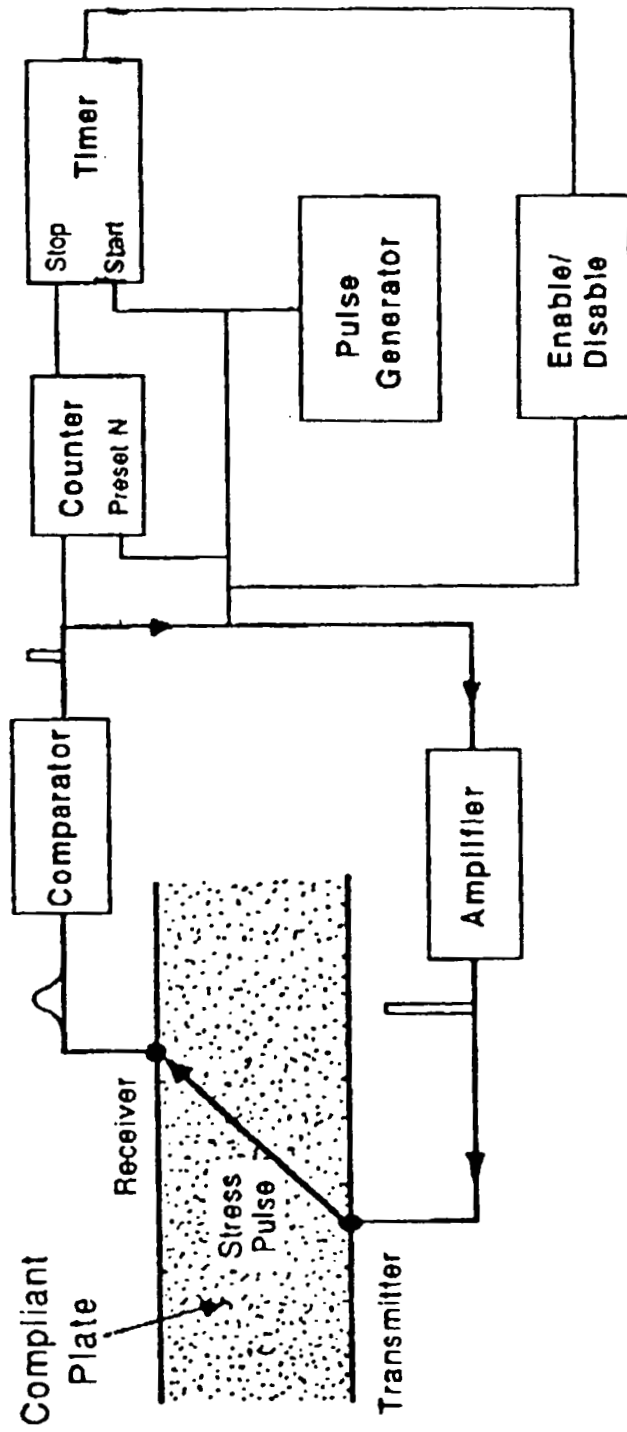 Compliant
Plate
Receiver
Stress
Pulse
Transmitter
Comparator
Amplifier
Counter
Preset N
Stop
Start
Timer
Pulse
Generator
Enable/
Disable